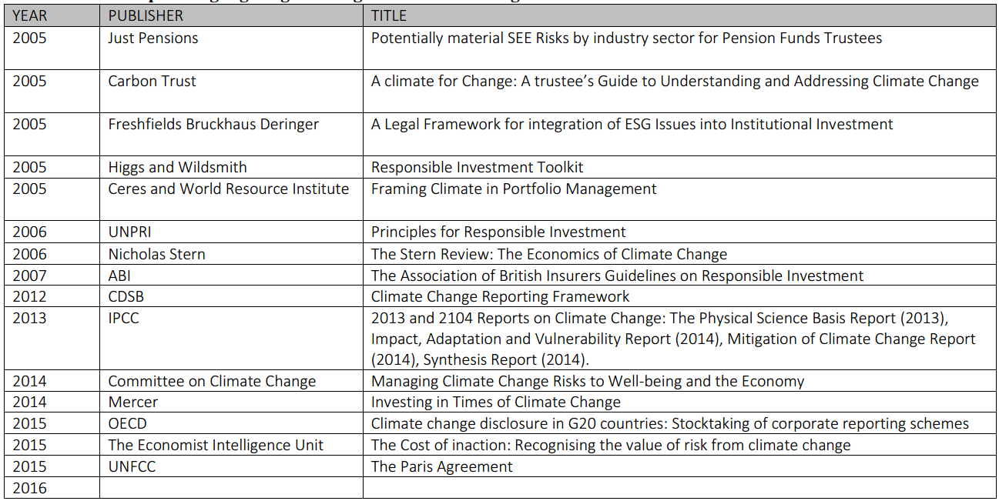 YEAR PUBLISHER TITLE
2005 Just Pensions Potentially material SEE Risks by industry sector for Pension Funds Trustees
2005 Carbon Trust A climate for Change: A trustee’s Guide to Understanding and Addressing Climate Change
2005 Freshfields Bruckhaus Deringer A Legal Framework for integration of ESG Issues into Institutional Investment
2005 Higgs and Wildsmith Responsible Investment Toolkit
2005 Ceres and World Resource Institute Framing Climate in Portfolio Management
2006 UNPRI Principles for Responsible Investment
2006 Nicholas Stern The Stern Review: The Economics of Climate Change
2007 ABI The Association of British Insurers Guidelines on Responsible Investment
2012 CDSB Climate Change Reporting Framework
2013 IPCC 2013 and 2104 Reports on Climate Change: The Physical Science Basis Report (2013),
Impact, Adaptation and Vulnerability Report (2014), Mitigation of Climate Change Report
(2014), Synthesis Report (2014).
2014 Committee on Climate Change Managing Climate Change Risks to Well-being and the Economy
2014 Mercer Investing in Times of Climate Change
2015 OECD Climate change disclosure in G20 countries: Stocktaking of corporate reporting schemes
2015 The Economist Intelligence Unit The Cost of inaction: Recognising the value of risk from climate change
2015 UNFCC The Paris Agreement
2016